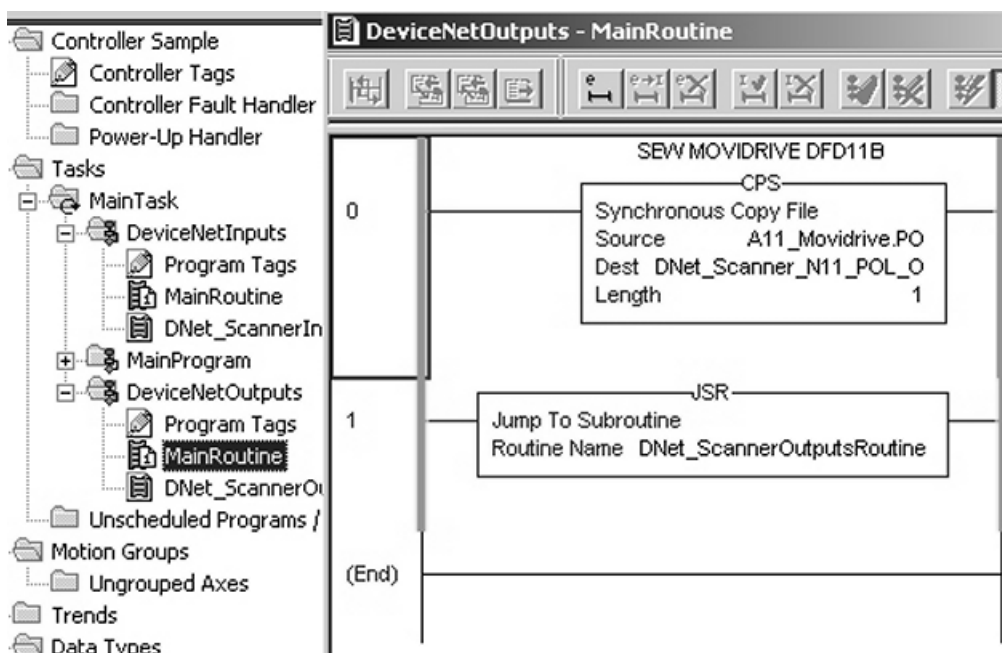 Controller Sample
Controller Tags
Controller Fault Handler
Power-Up Handler
Tasks
MainTask
DeviceNetInputs
Program Tags
MainRoutine
DNet_ScannerIn
MainProgram
DeviceNetOutputs
Program Tags
MainRoutine
DNet_ScannerOu
Unscheduled Programs /
Motion Groups
Ungrouped Axes
Trends
Data Types
DeviceNetOutputs - MainRoutine
SEW MOVIDRIVE DFD11B
0
CPS
Synchronous Copy File
Source A11_Movidrive.PO
Dest DNet_Scanner_N11_POL_O
Length 1
1
JSR
Jump To Subroutine
Routine Name DNet_ScannerOutputsRoutine
(End)